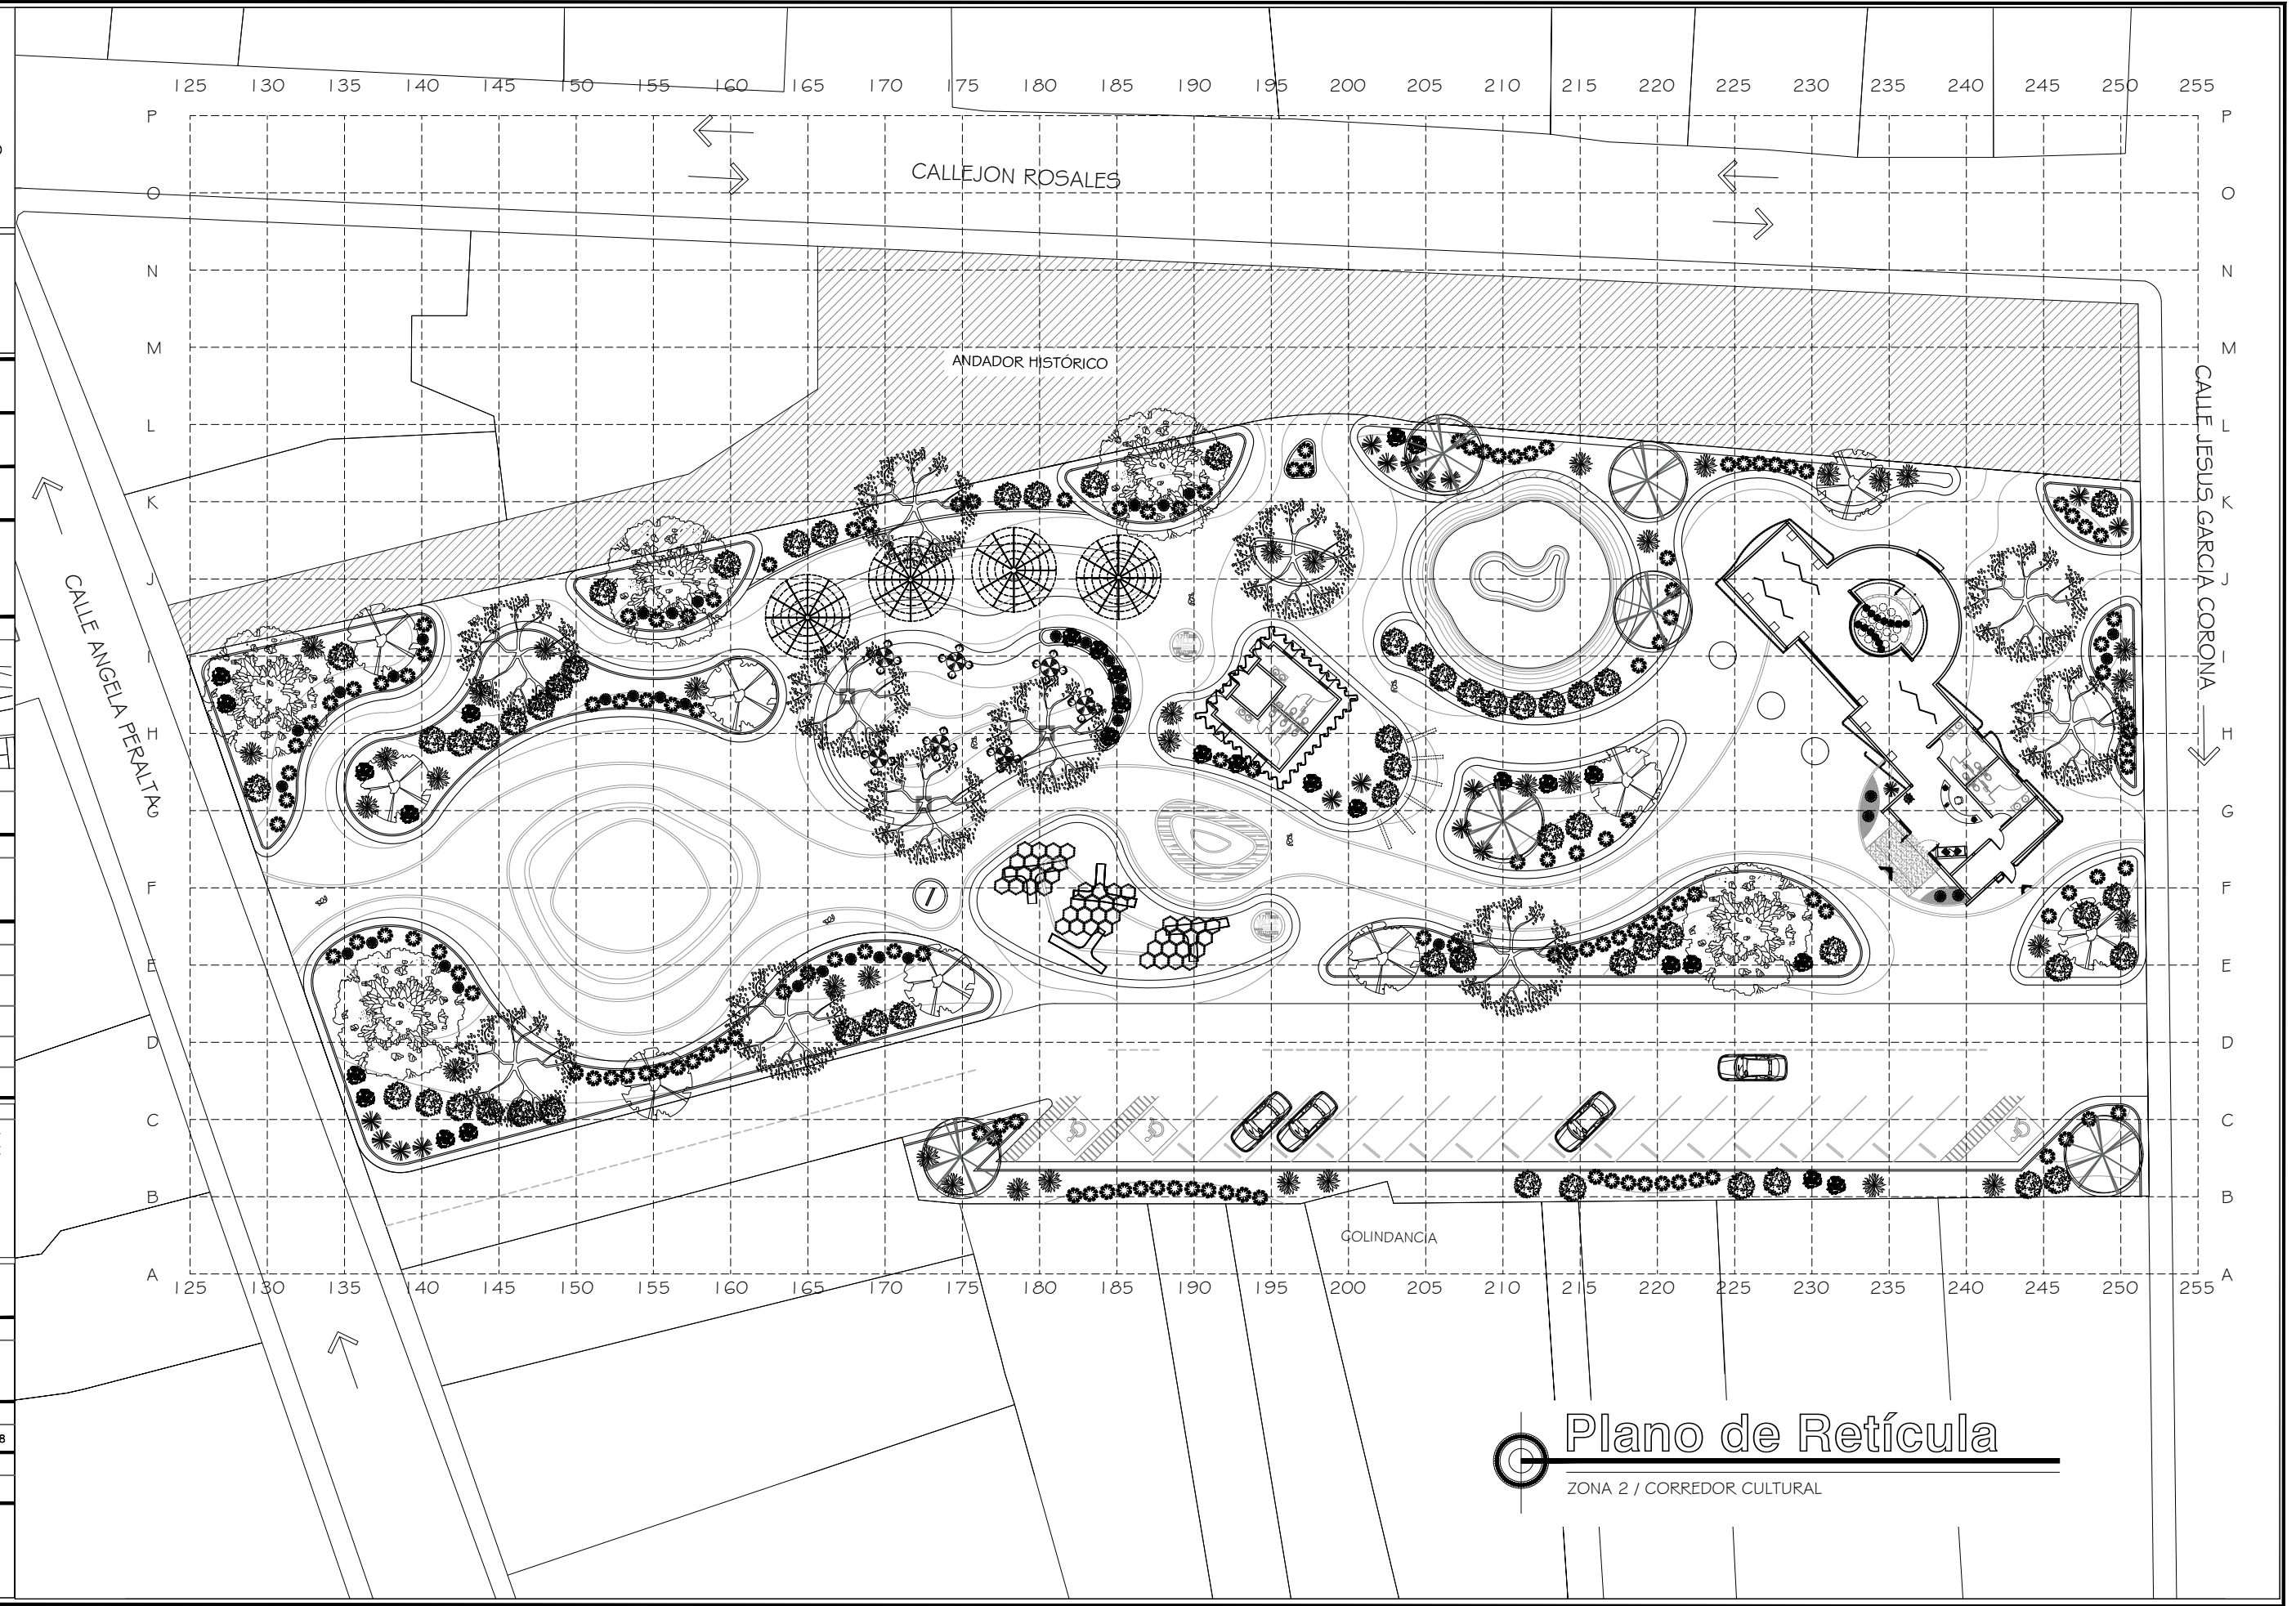 125 130 135 140 145 150 155 160 165 170 175 180 185 190 195 200 205 210 215 220 225 230 235 240 245 250 255
P P
CALLEJON ROSALES
O O
N N
M M
ANDADOR HISTÓRICO
L L
K K
J J
I I
H H
G G
F F
E E
D D
C C
B B
A A
CALLE ANGELA PERALTA
CALLE JESUS GARCIA CORONA
COLINDANCIA
125 130 135 140 145 150 155 160 165 170 175 180 185 190 195 200 205 210 215 220 225 230 235 240 245 250 255
8
Plano de Retícula
ZONA 2 / CORREDOR CULTURAL